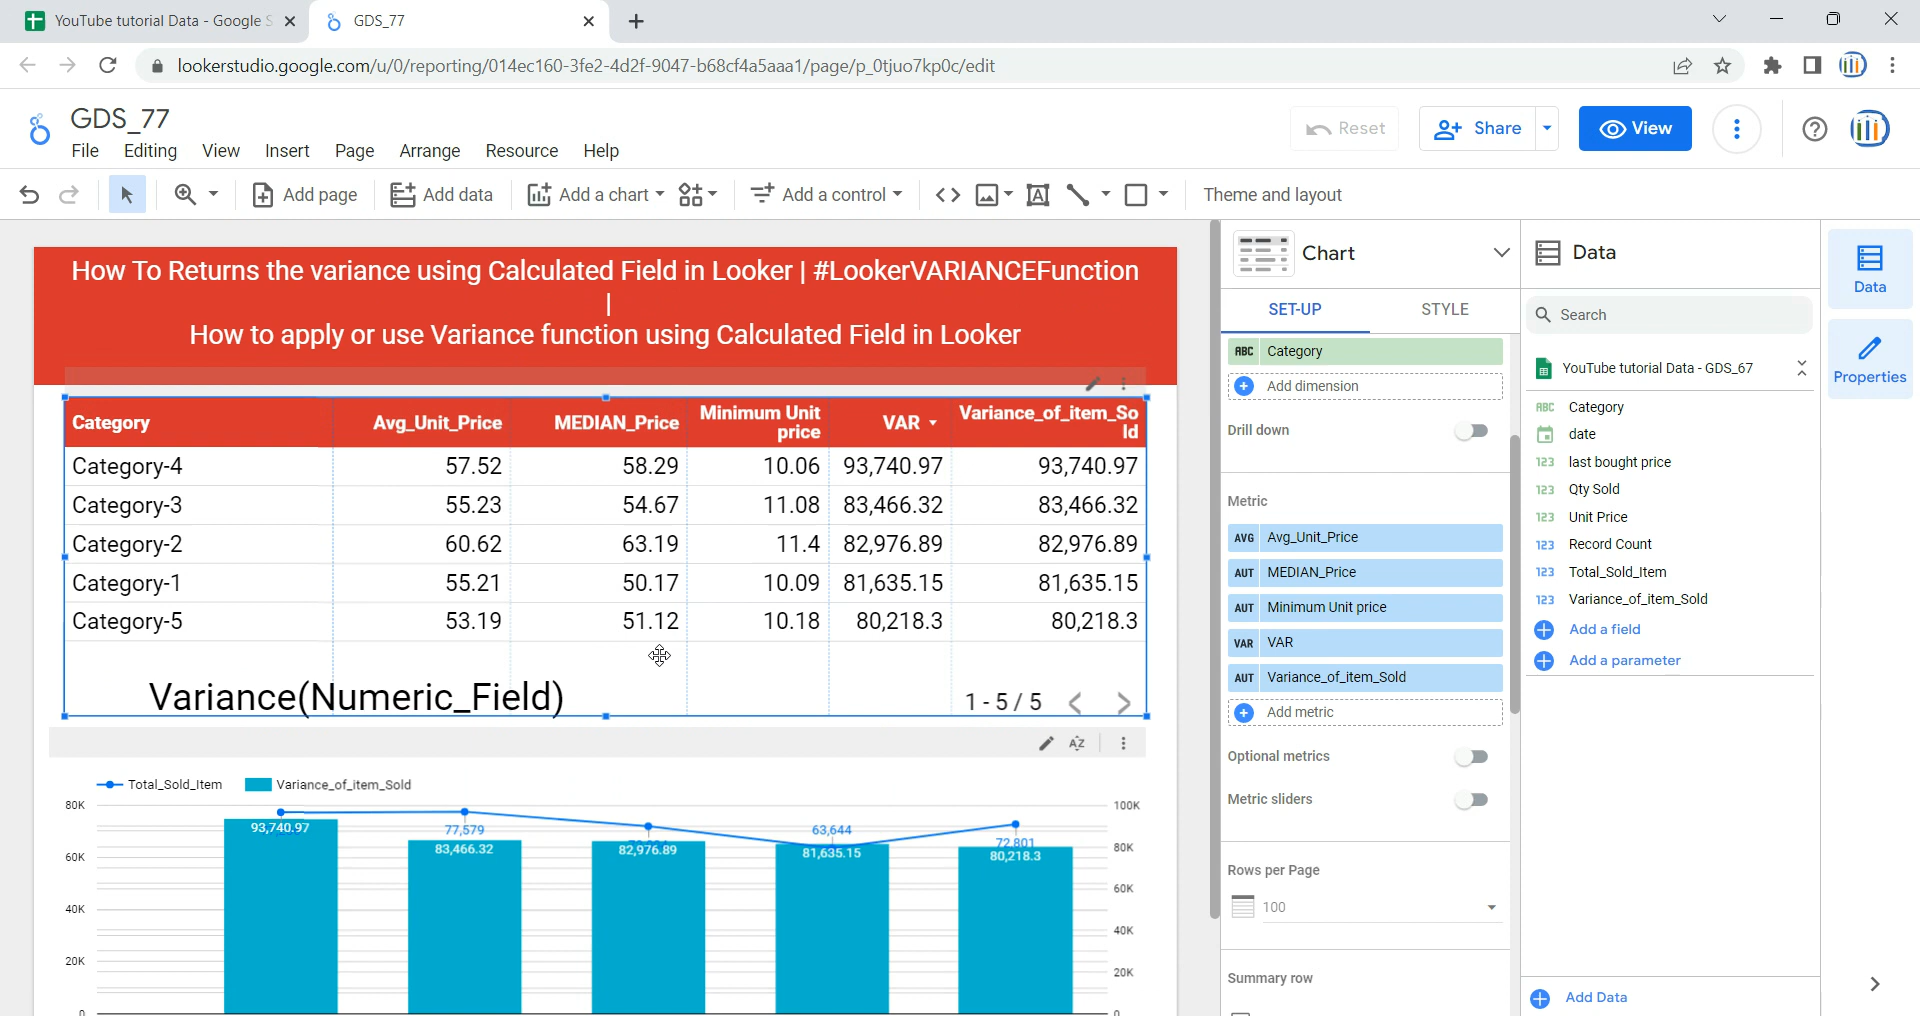 YouTube tutorial Data - Google S
GDS_77
lookerstudio.google.com/u/0/reporting/014ec160-3fe2-4d2f-9047-b68cf4a5aaa1/page/p_0tjuo7kp0c/edit
GDS_77
Reset
Share
View
File Editing View Insert Page Arrange Resource Help
Add page
Add data
Add a chart
Add a control
Theme and layout
How To Returns the variance using Calculated Field in Looker | #LookerVARIANCEFunction
|
How to apply or use Variance function using Calculated Field in Looker
Category Avg_Unit_Price MEDIAN_Price Minimum Unit price VAR Variance_of_item_Sold
Category-4 57.52 58.29 10.06 93,740.97 93,740.97
Category-3 55.23 54.67 11.08 83,466.32 83,466.32
Category-2 60.62 63.19 11.4 82,976.89 82,976.89
Category-1 55.21 50.17 10.09 81,635.15 81,635.15
Category-5 53.19 51.12 10.18 80,218.3 80,218.3
Variance(Numeric_Field)
1 - 5 / 5
Total_Sold_Item Variance_of_item_Sold
80K
60K
40K
20K
0
93,740.97
77,579
83,466.32
82,976.89
63,644
81,635.15
72,801
80,218.3
100K
80K
60K
40K
20K
0
Chart
SET-UP STYLE
ABC Category
Add dimension
Drill down
Metric
AVG Avg_Unit_Price
AUT MEDIAN_Price
AUT Minimum Unit price
VAR VAR
AUT Variance_of_item_Sold
Add metric
Optional metrics
Metric sliders
Rows per Page
100
Summary row
Data
Search
YouTube tutorial Data - GDS_67
ABC Category
date
123 last bought price
123 Qty Sold
123 Unit Price
123 Record Count
123 Total_Sold_Item
123 Variance_of_item_Sold
Add a field
Add a parameter
Add Data
Data
Properties